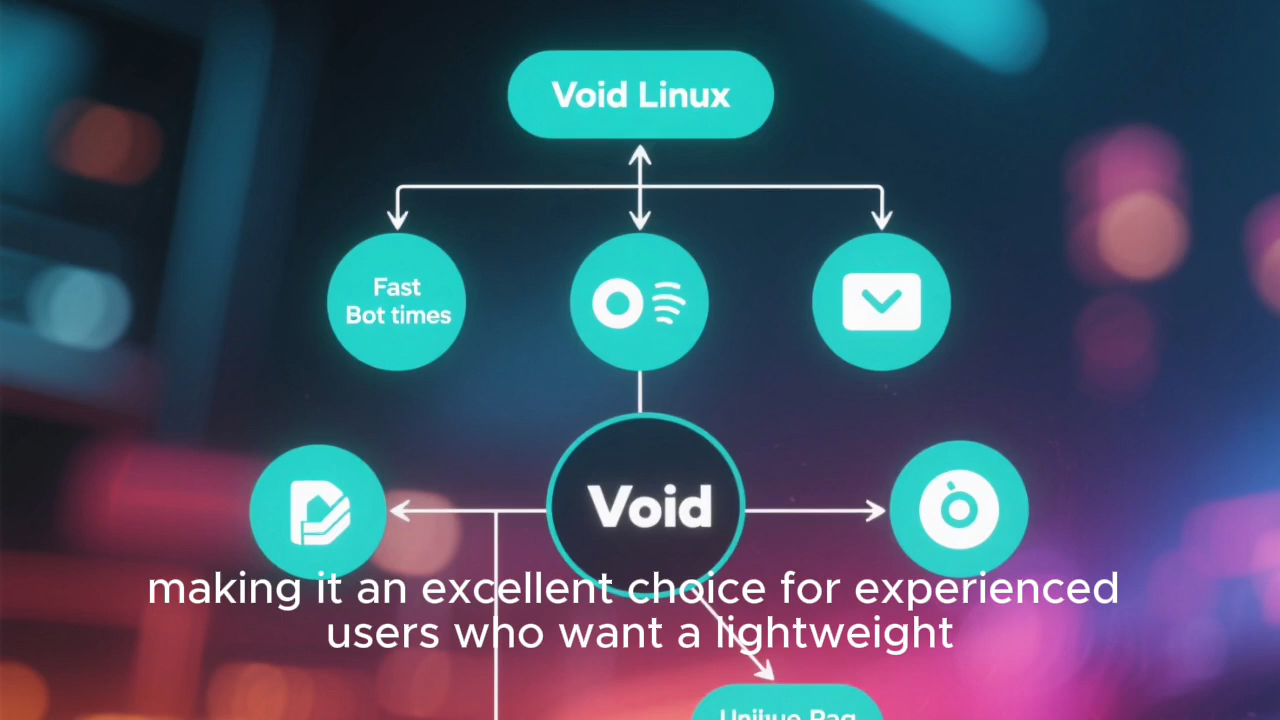 Void Linux
Fast
Bot times
Void
making it an excellent choice for experienced
users who want a lightweight